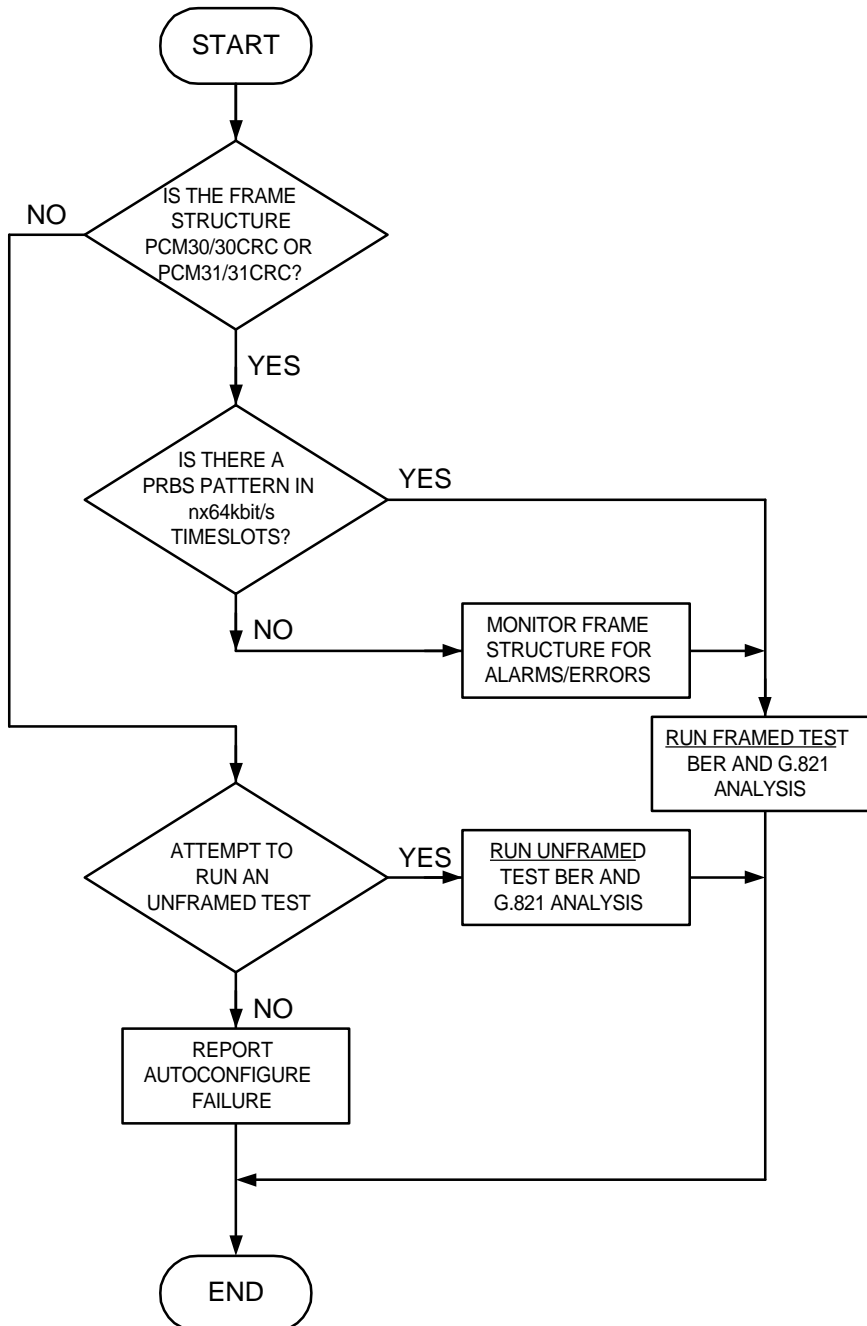 START
IS THE FRAME
STRUCTURE
PCM30/30CRC OR
PCM31/31CRC?
NO
YES
IS THERE A
PRBS PATTERN IN
nx64kbit/s
TIMESLOTS?
YES
NO
MONITOR FRAME
STRUCTURE FOR
ALARMS/ERRORS
RUN FRAMED TEST
BER AND G.821
ANALYSIS
ATTEMPT TO
RUN AN
UNFRAMED TEST
YES
RUN UNFRAMED
TEST BER AND
G.821 ANALYSIS
NO
REPORT
AUTOCONFIGURE
FAILURE
END